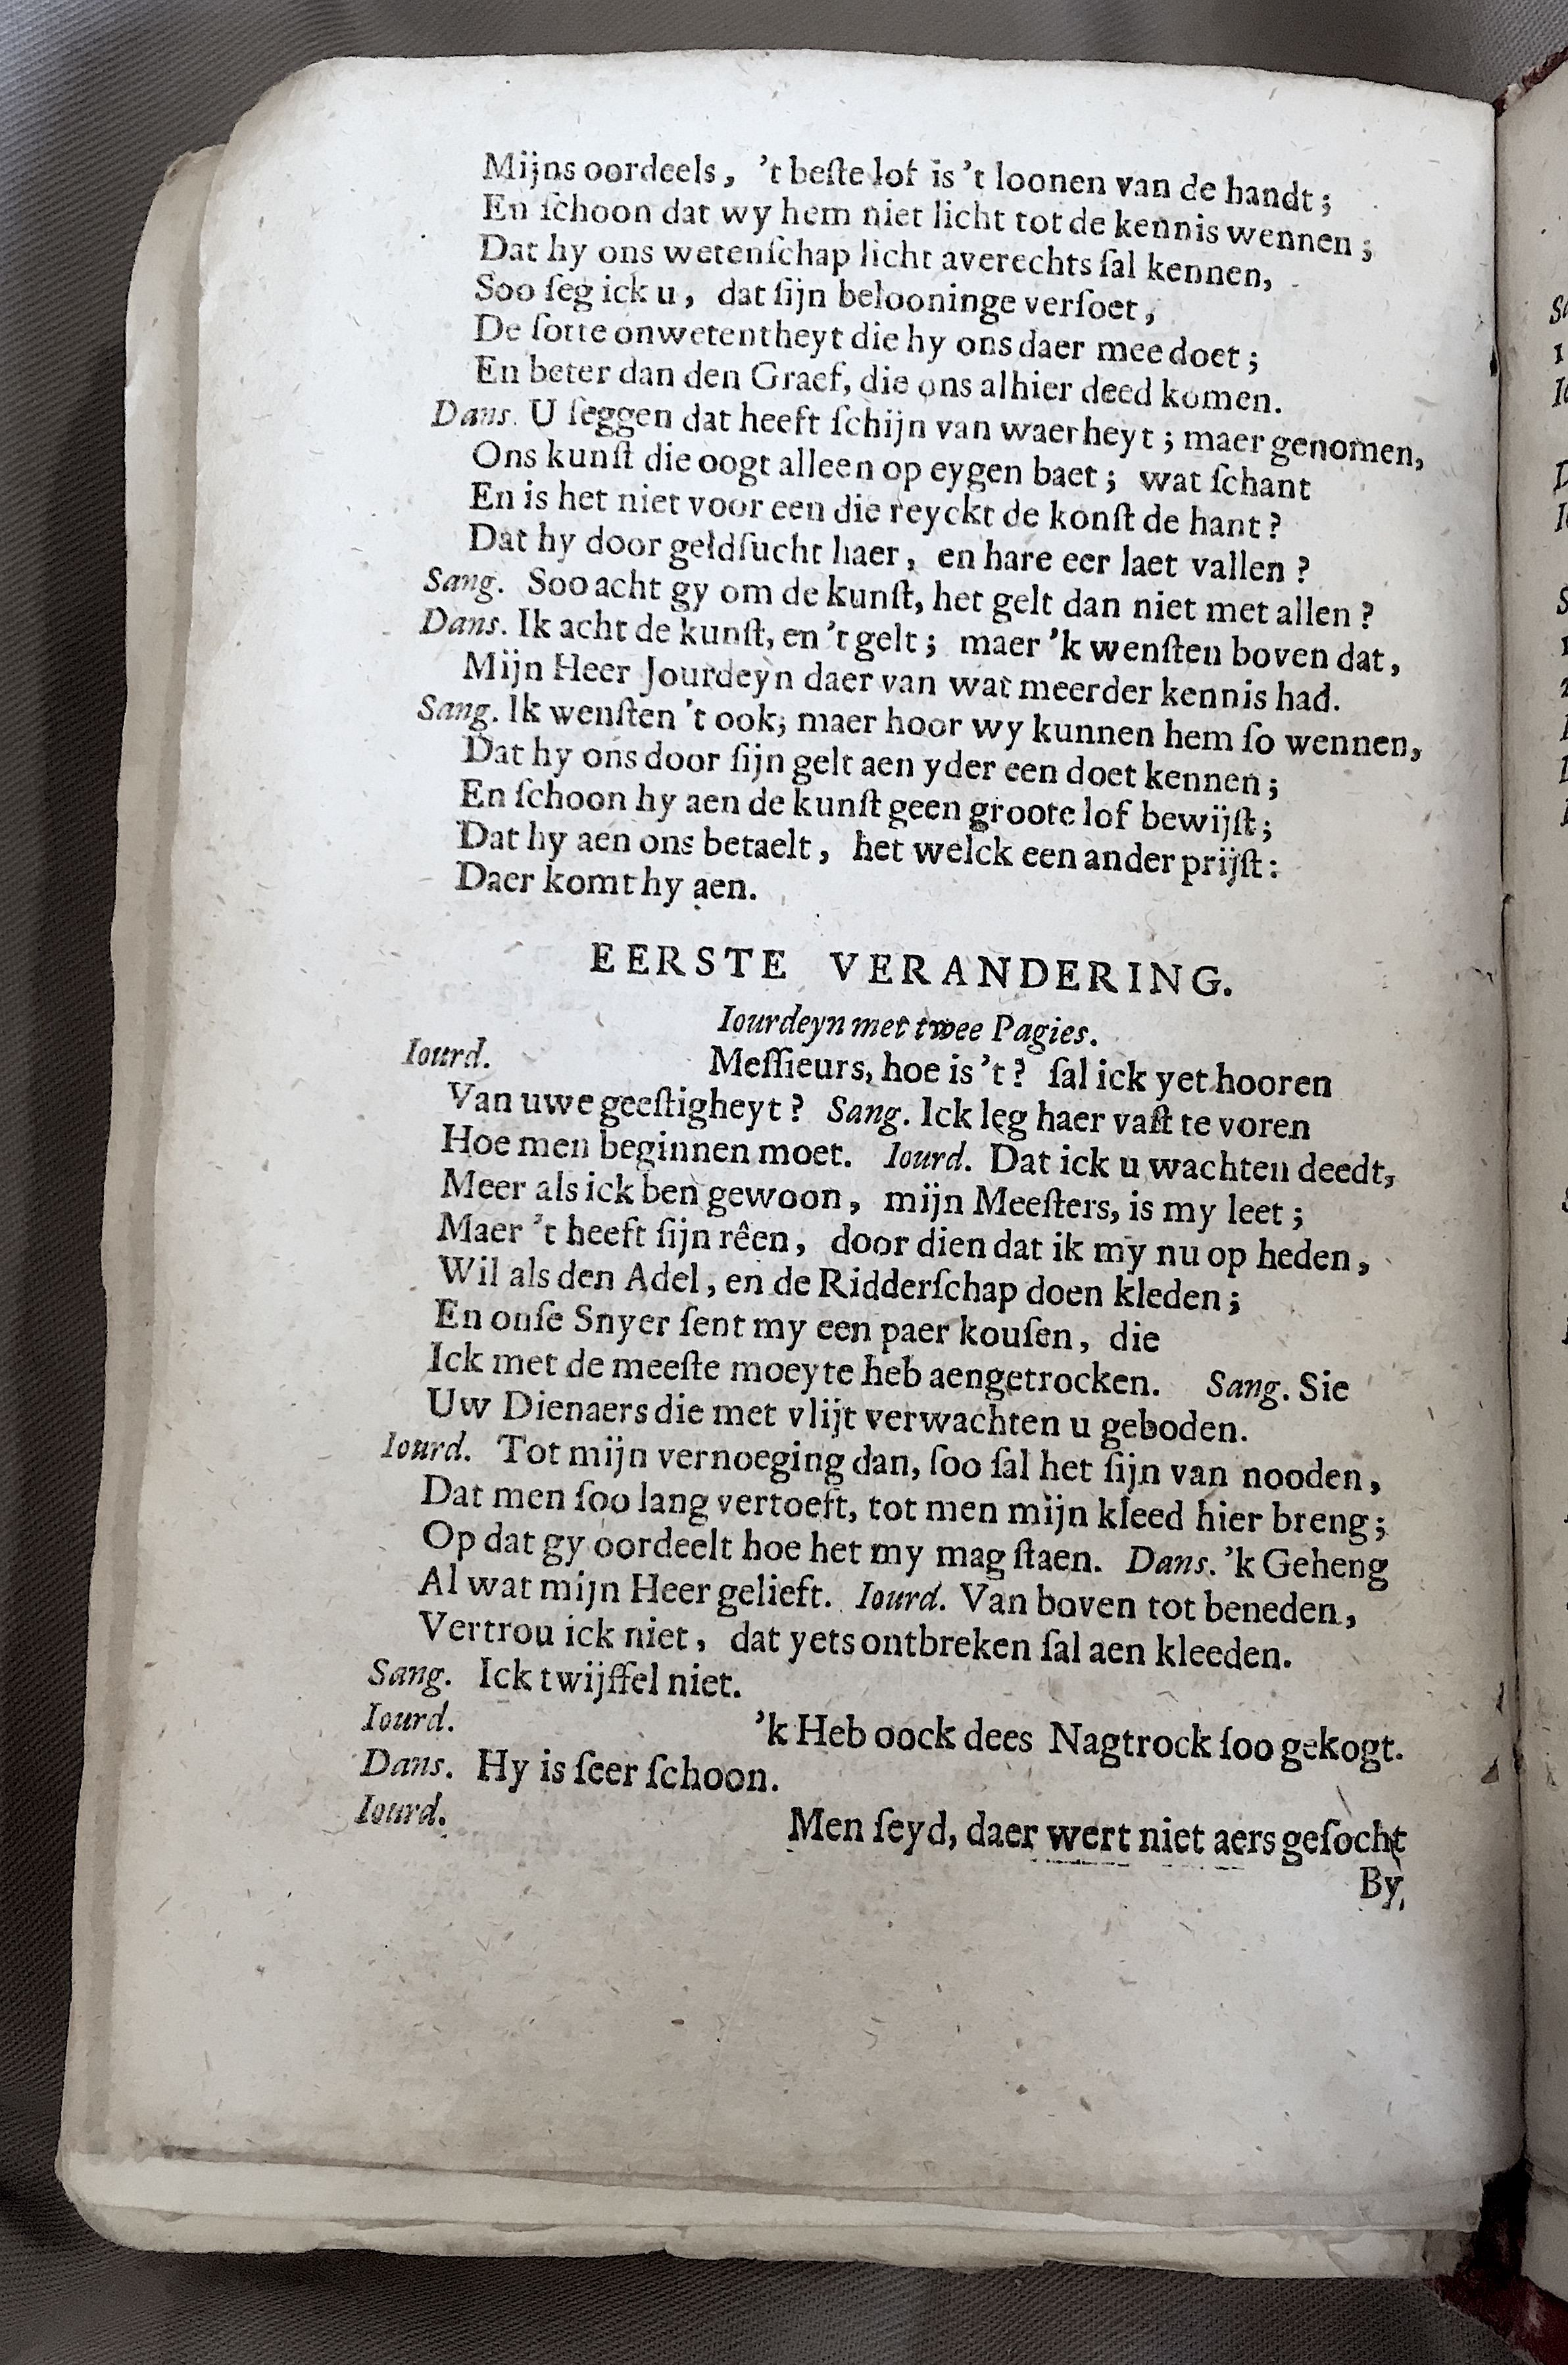 Mijns oordeels, 't beſte lof is 't loonen van de handt;
En ſchoon dat wy hem niet licht tot de kennis wennen;
Dat hy ons wetenſchap licht averechts ſal kennen,
Soo ſeg ick u, dat ſijn belooninge verſoet,
De ſotte onwetentheyt die hy ons daer mee doet;
En beter dan den Graef, die ons alhier deed komen.
Dans. U ſeggen dat heeft ſchijn van waerheyt; maer genomen,
Ons kunſt die oogt alleen op eygen baet; wat ſchant
En is het niet voor een die reyckt de konſt de hant?
Dat hy door geldſucht haer, en hare eer laet vallen?
Sang. Soo acht gy om de kunſt, het gelt dan niet met allen?
Dans. Ik acht de kunſt, en 't gelt; maer 'k wenſten boven dat,
Mijn Heer Jourdeyn daer van wat meerder kennis had.
Sang. Ik wenſten 't ook; maer hoor wy kunnen hem ſo wennen,
Dat hy ons door ſijn gelt aen yder een doet kennen;
En ſchoon hy aen de kunſt geen groote lof bewijſt;
Dat hy aen ons betaelt, het welck een ander prijſt:
Daer komt hy aen.
EERSTE VERANDERING.
Iourdeyn met twee Pagies.
Iourd. Meſſieurs, hoe is 't? ſal ick yet hooren
Van uwe geeſtigheyt? Sang. Ick leg haer vaſt te voren
Hoe men beginnen moet. Iourd. Dat ick u wachten deedt,
Meer als ick ben gewoon, mijn Meeſters, is my leet;
Maer 't heeft ſijn rêen, door dien dat ik my nu op heden,
Wil als den Adel, en de Ridderſchap doen kleden;
En onſe Snyer ſent my een paer kouſen, die
Ick met de meeſte moeyte heb aengetrocken. Sang. Sie
Uw Dienaers die met vlijt verwachten u geboden.
Iourd. Tot mijn vernoeging dan, ſoo ſal het ſijn van nooden,
Dat men ſoo lang vertoeft, tot men mijn kleed hier breng;
Op dat gy oordeelt hoe het my mag ſtaen. Dans. 'k Geheng
Al wat mijn Heer gelieft. Iourd. Van boven tot beneden,
Vertrou ick niet, dat yets ontbreken ſal aen kleeden.
Sang. Ick twijffel niet.
Iourd. 'k Heb oock dees Nagtrock ſoo gekogt.
Dans. Hy is ſeer ſchoon.
Iourd. Men ſeyd, daer wert niet aers geſocht
By